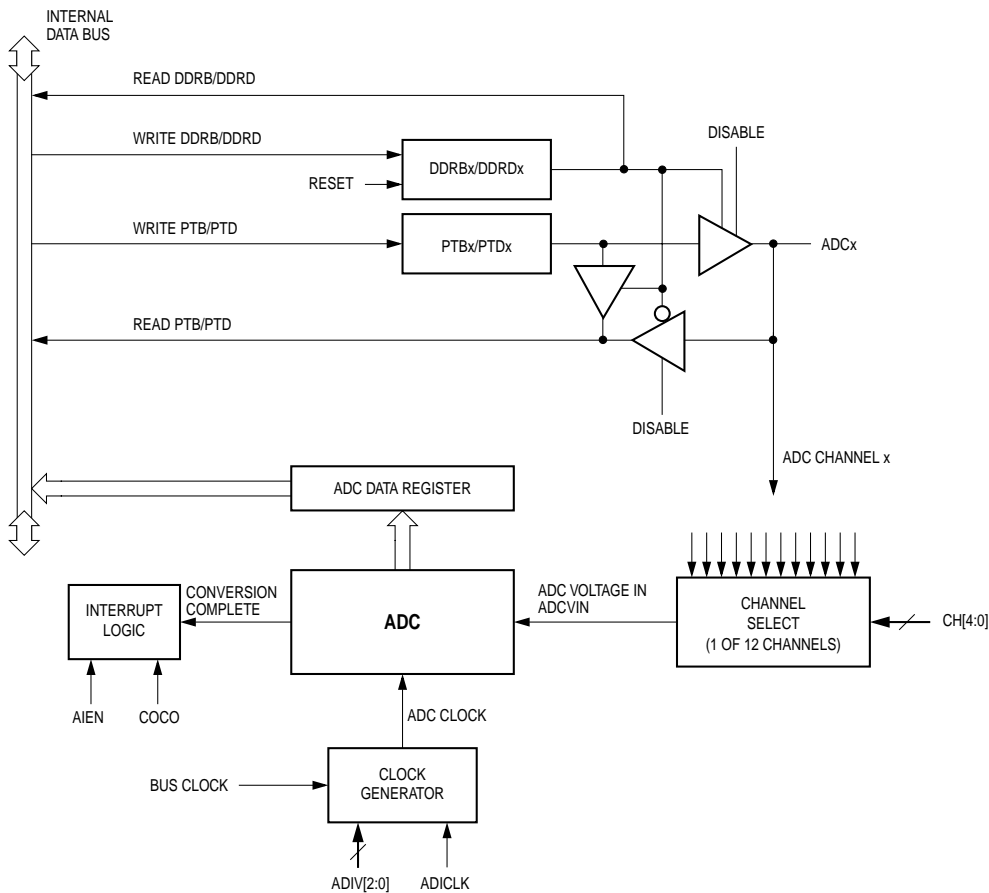 INTERNAL
DATA BUS
READ DDRB/DDRD
WRITE DDRB/DDRD
DISABLE
DDRBx/DDRDx
RESET
WRITE PTB/PTD
PTBx/PTDx
ADCx
READ PTB/PTD
DISABLE
ADC CHANNEL x
ADC DATA REGISTER
INTERRUPT
LOGIC
CONVERSION
COMPLETE
ADC
ADC VOLTAGE IN
ADCVIN
CHANNEL
SELECT
(1 OF 12 CHANNELS)
CH[4:0]
AIEN
COCO
ADC CLOCK
BUS CLOCK
CLOCK
GENERATOR
ADIV[2:0]
ADICLK